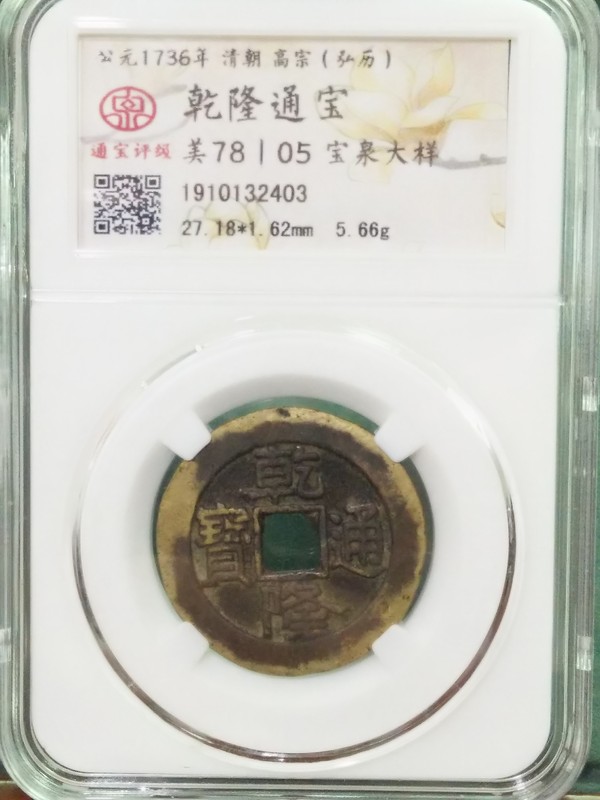 公元1736年 清朝 高宗(弘历)
乾隆通宝
通宝评级
美78|05 宝泉大样
1910132403
27.18*1.62mm 5.66g
乾
寶 通
隆